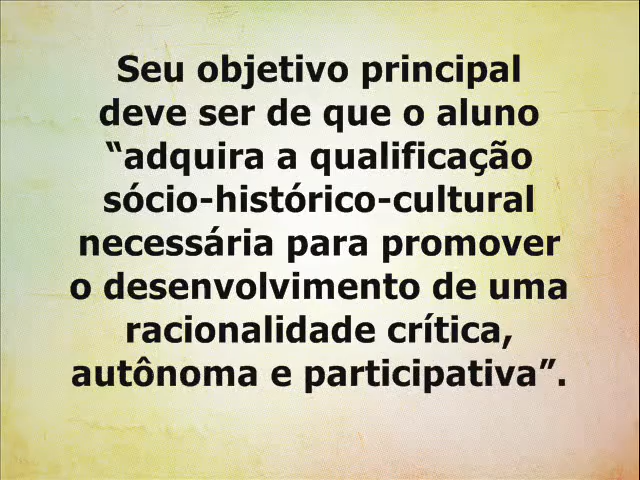 Seu objetivo principal
deve ser de que o aluno
“adquira a qualificação
sócio-histórico-cultural
necessária para promover
o desenvolvimento de uma
racionalidade crítica,
autônoma e participativa”.